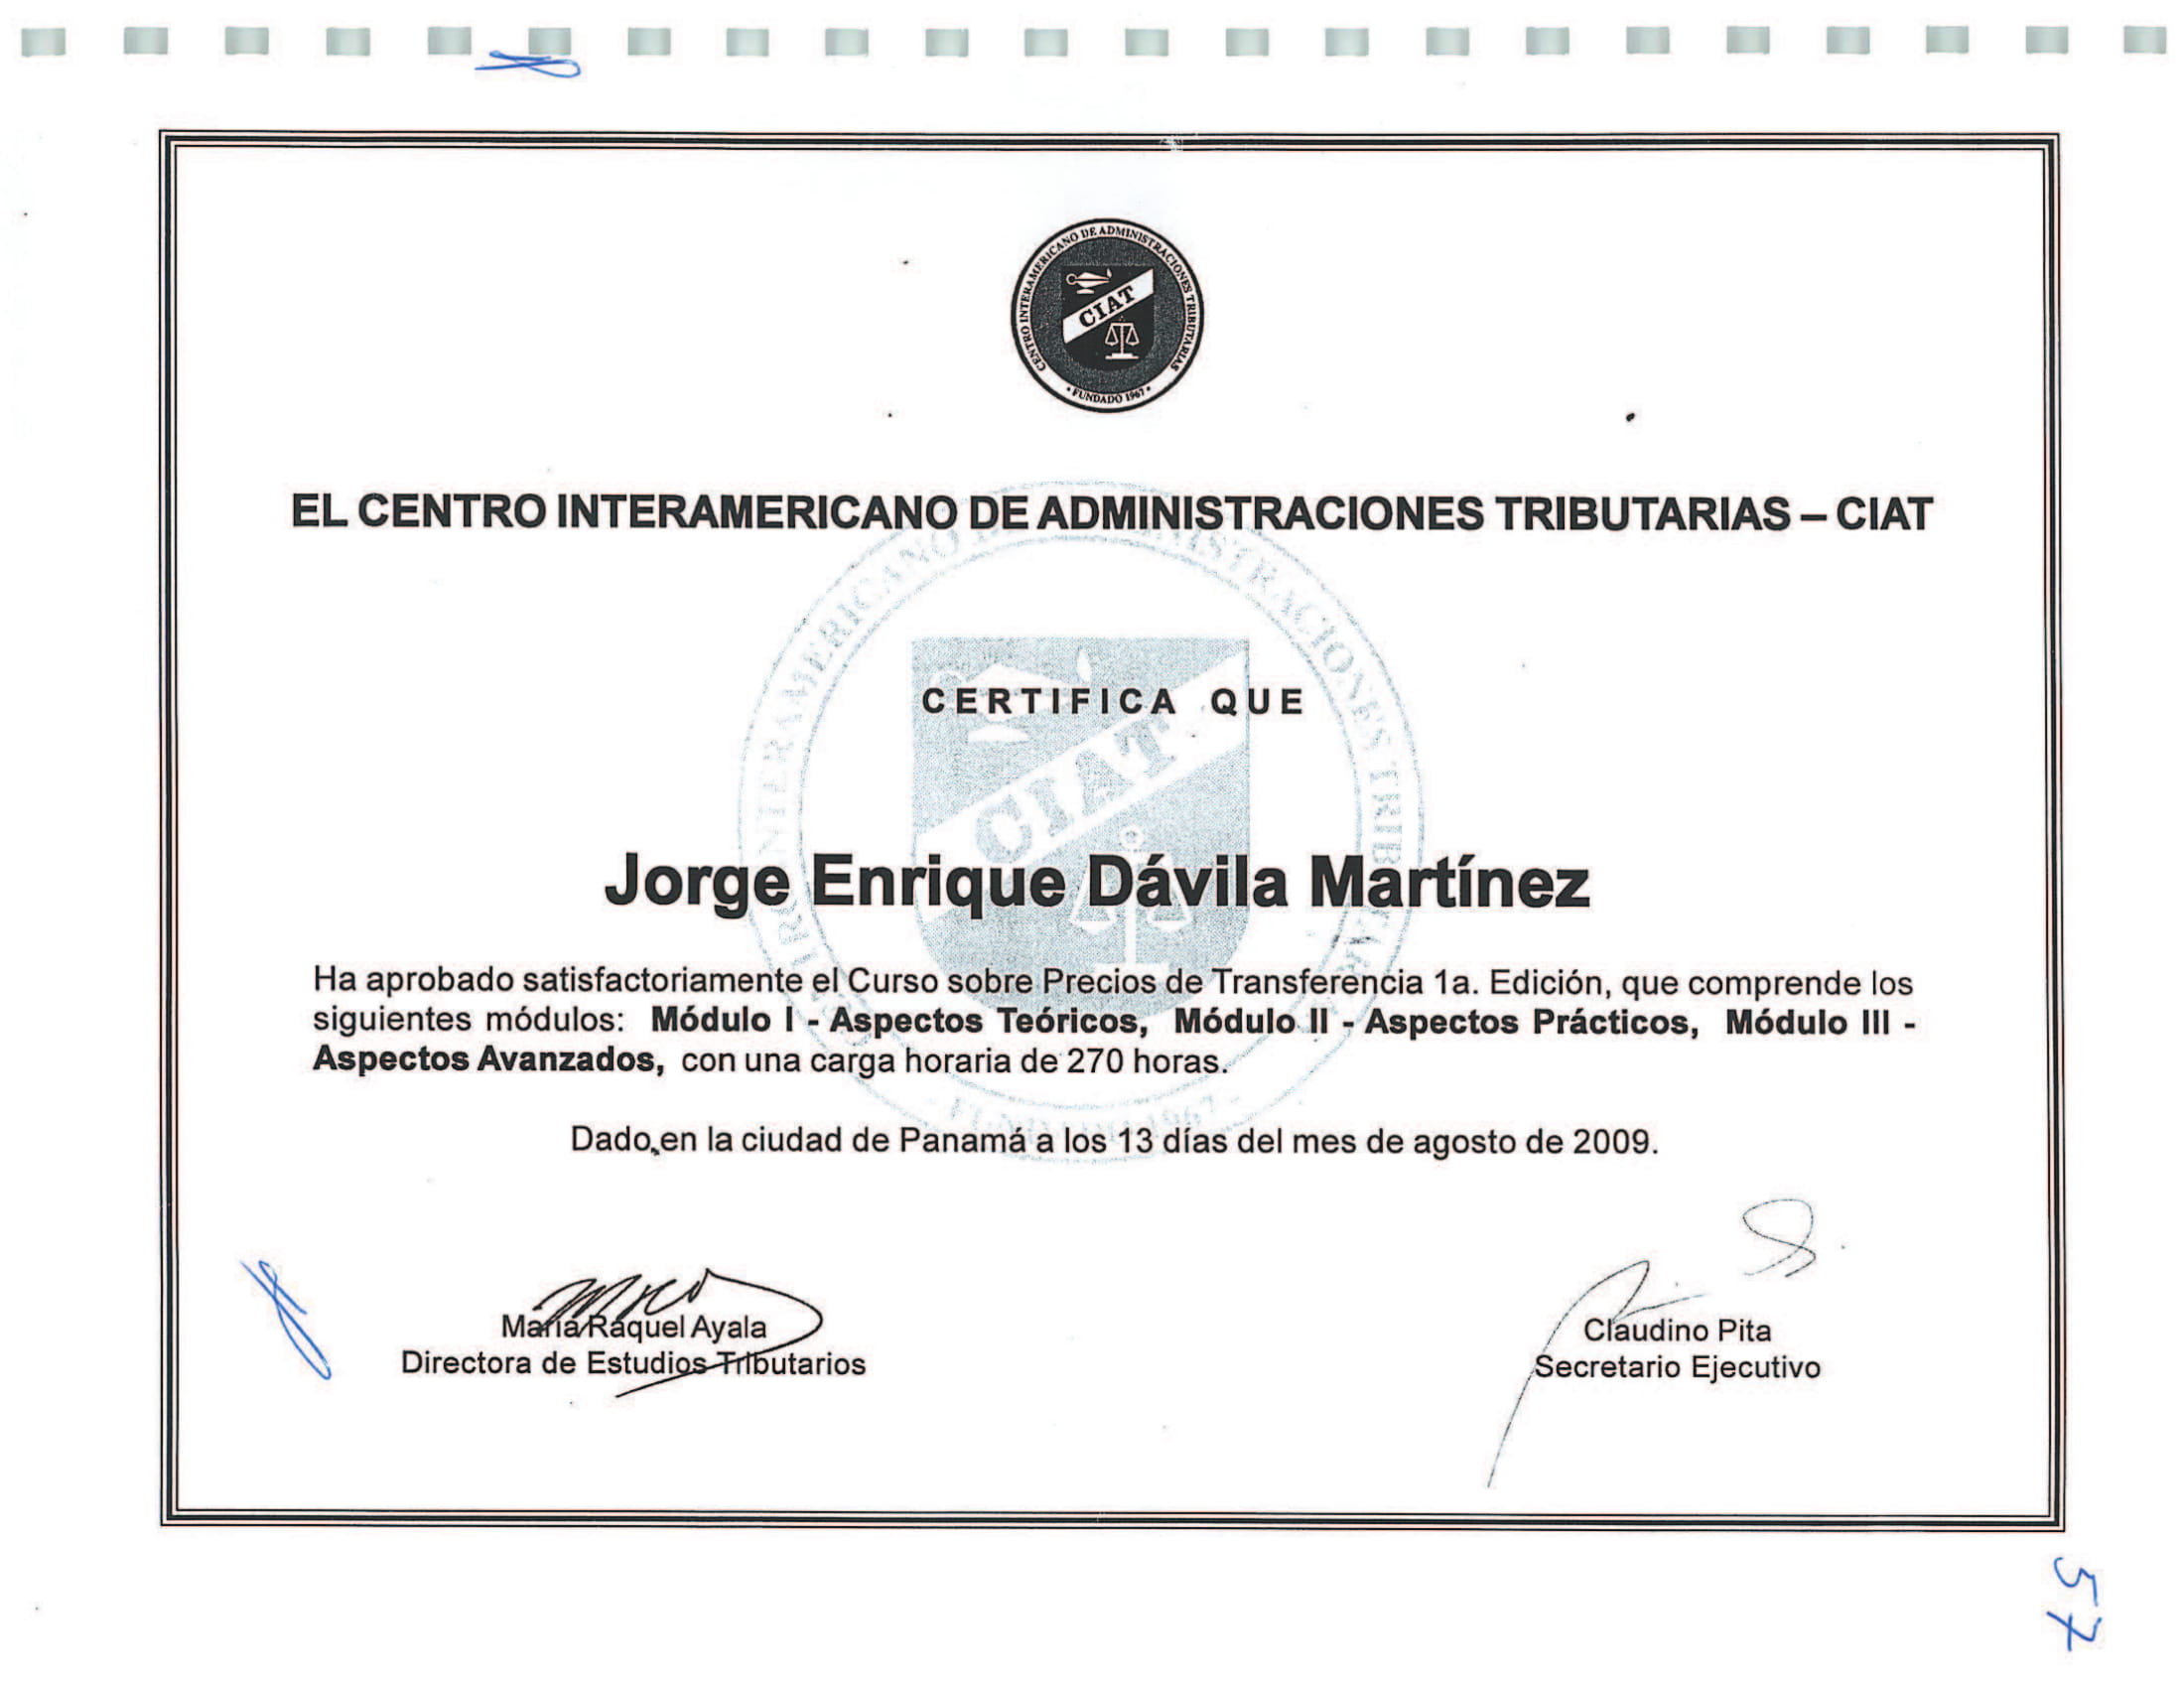 CENTRO INTERAMERICANO DE ADMINISTRACIONES TRIBUTARIAS
CIAT
• FUNDADO 1967 •
EL CENTRO INTERAMERICANO DE ADMINISTRACIONES TRIBUTARIAS – CIAT
CERTIFICA QUE
CIAT
Jorge Enrique Dávila Martínez
Ha aprobado satisfactoriamente el Curso sobre Precios de Transferencia 1a. Edición, que comprende los
siguientes módulos: Módulo I - Aspectos Teóricos, Módulo II - Aspectos Prácticos, Módulo III -
Aspectos Avanzados, con una carga horaria de 270 horas.
Dado en la ciudad de Panamá a los 13 días del mes de agosto de 2009.
María Raquel Ayala
Directora de Estudios Tributarios
Claudino Pita
Secretario Ejecutivo
57